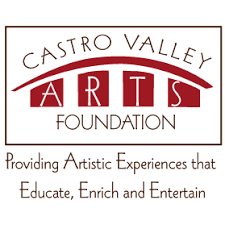 CASTRO VALLEY
ARTS
FOUNDATION
Providing Artistic Experiences that
Educate, Enrich and Entertain